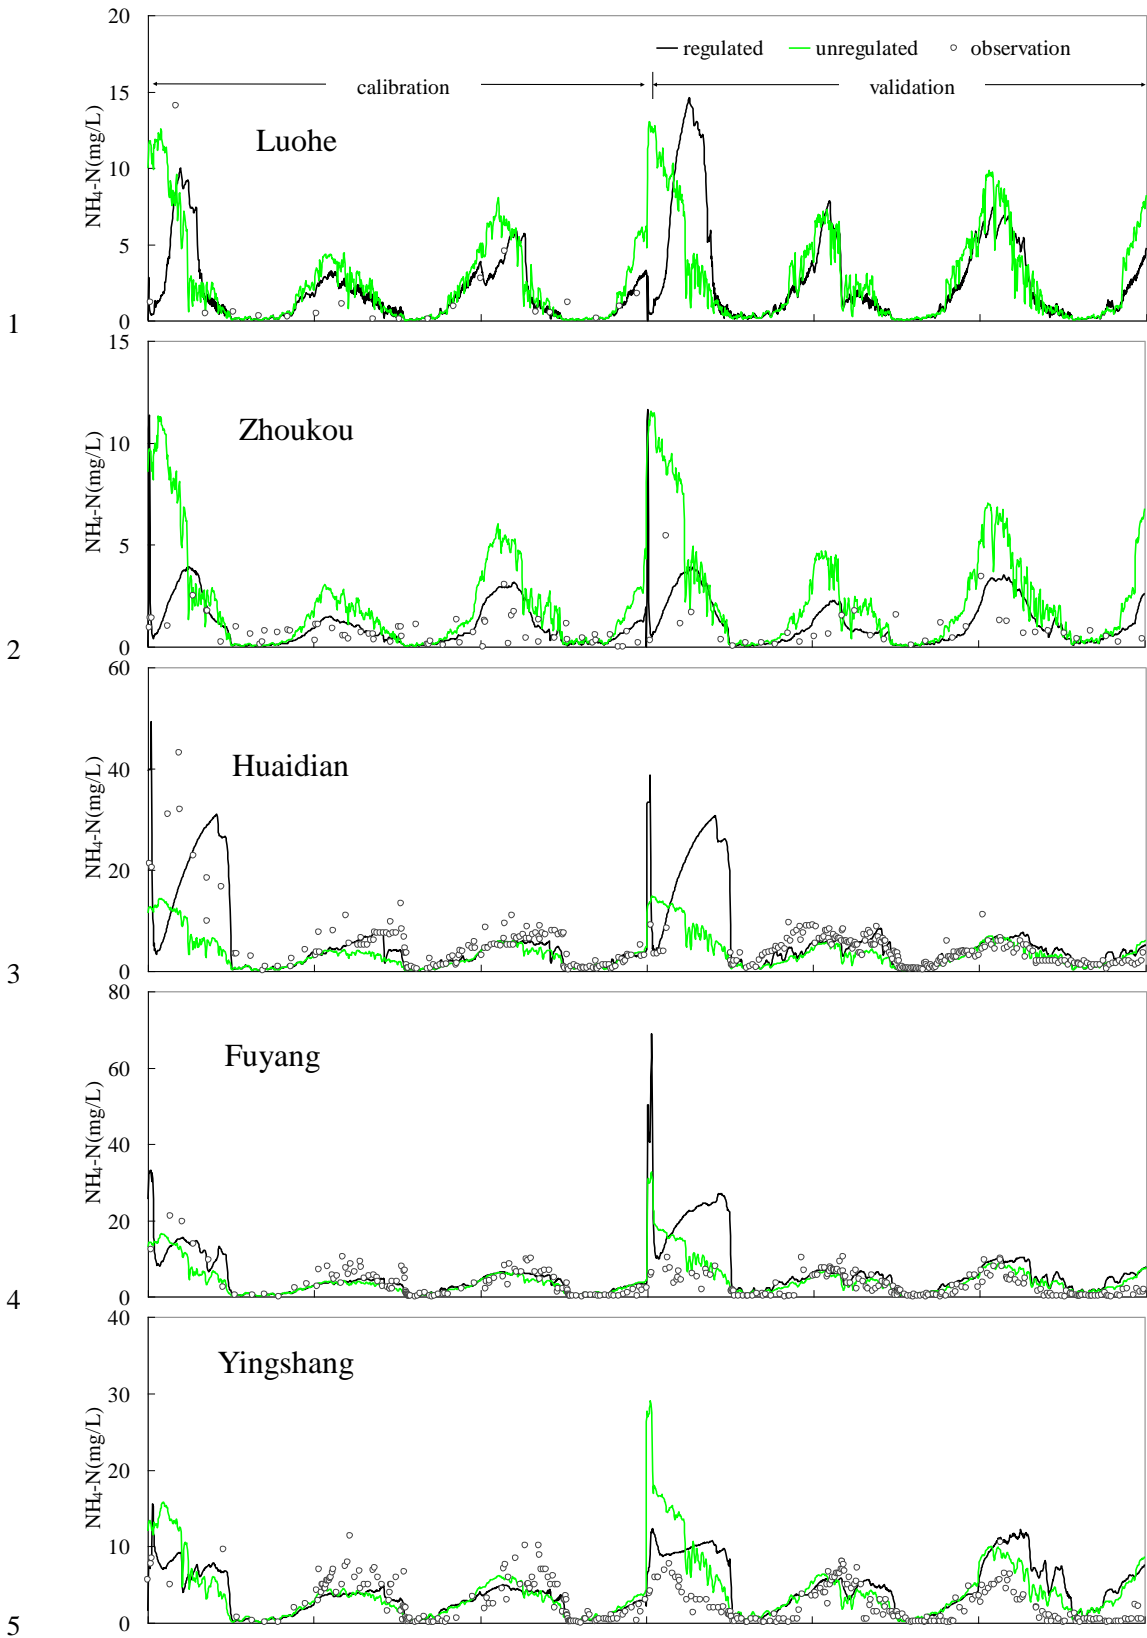 20
15
10
5
0
NH₄-N(mg/L)
regulated unregulated observation
calibration validation
Luohe
1
15
10
5
0
NH₄-N(mg/L)
Zhoukou
2
60
40
20
0
NH₄-N(mg/L)
Huaidian
3
80
60
40
20
0
NH₄-N(mg/L)
Fuyang
4
40
30
20
10
0
NH₄-N(mg/L)
Yingshang
5